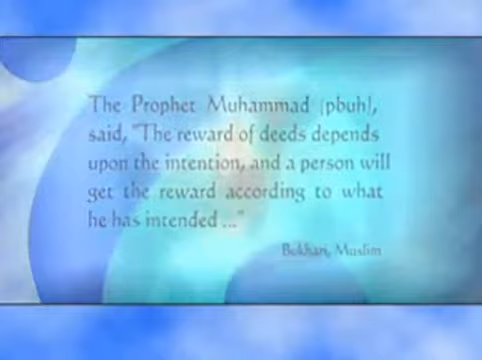 The Prophet Muhammad (pbuh),
said, "The reward of deeds depends
upon the intention, and a person will
get the reward according to what
he has intended ..."
Bukhari, Muslim